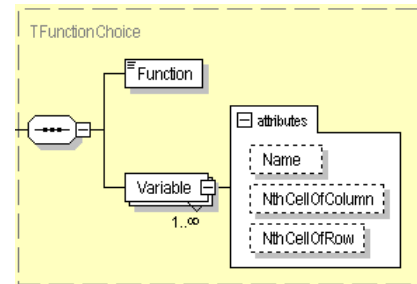 TFunctionChoice
Function
attributes
Name
Variable
NthCellOfColumn
1..∞
NthCellOfRow